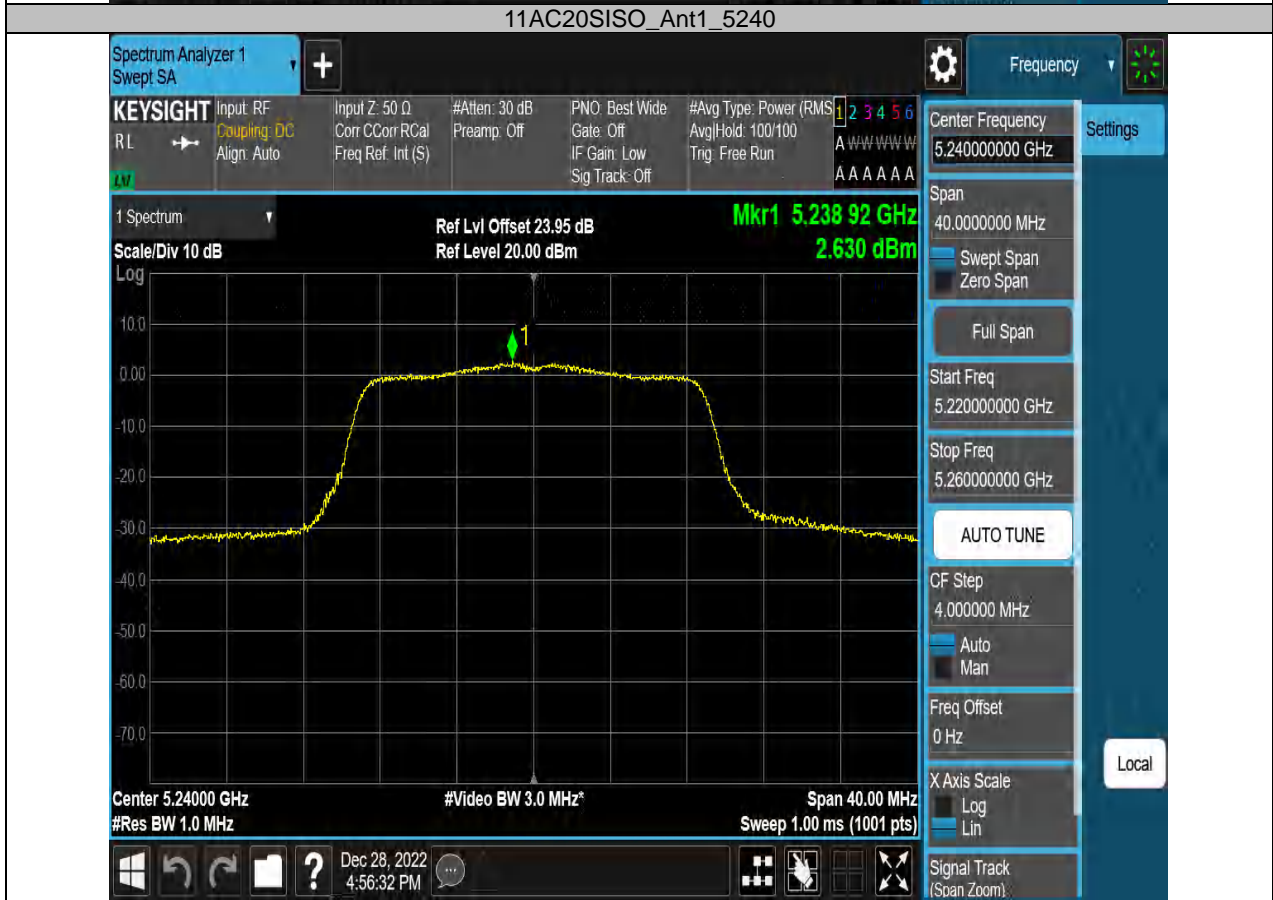 11AC20SISO_Ant1_5240
Spectrum Analyzer 1
Swept SA
Frequency
KEYSIGHT
RL
Input: RF
Coupling: DC
Align: Auto
Input Z: 50 Ω
Corr CCorr RCal
Freq Ref: Int (S)
#Atten: 30 dB
Preamp: Off
PNO: Best Wide
Gate: Off
IF Gain: Low
Sig Track: Off
#Avg Type: Power (RMS
Avg|Hold: 100/100
Trig: Free Run
1 2 3 4 5 6
A W W W W W
A A A A A A
1 Spectrum
Scale/Div 10 dB
Ref Lvl Offset 23.95 dB
Ref Level 20.00 dBm
Mkr1 5.238 92 GHz
2.630 dBm
Log
10.0
0.00
-10.0
-20.0
-30.0
-40.0
-50.0
-60.0
-70.0
1
Center 5.24000 GHz
#Res BW 1.0 MHz
#Video BW 3.0 MHz*
Span 40.00 MHz
Sweep 1.00 ms (1001 pts)
Dec 28, 2022
4:56:32 PM
Center Frequency
5.240000000 GHz
Settings
Span
40.0000000 MHz
Swept Span
Zero Span
Full Span
Start Freq
5.220000000 GHz
Stop Freq
5.260000000 GHz
AUTO TUNE
CF Step
4.000000 MHz
Auto
Man
Freq Offset
0 Hz
X Axis Scale
Log
Lin
Local
Signal Track
(Span Zoom)